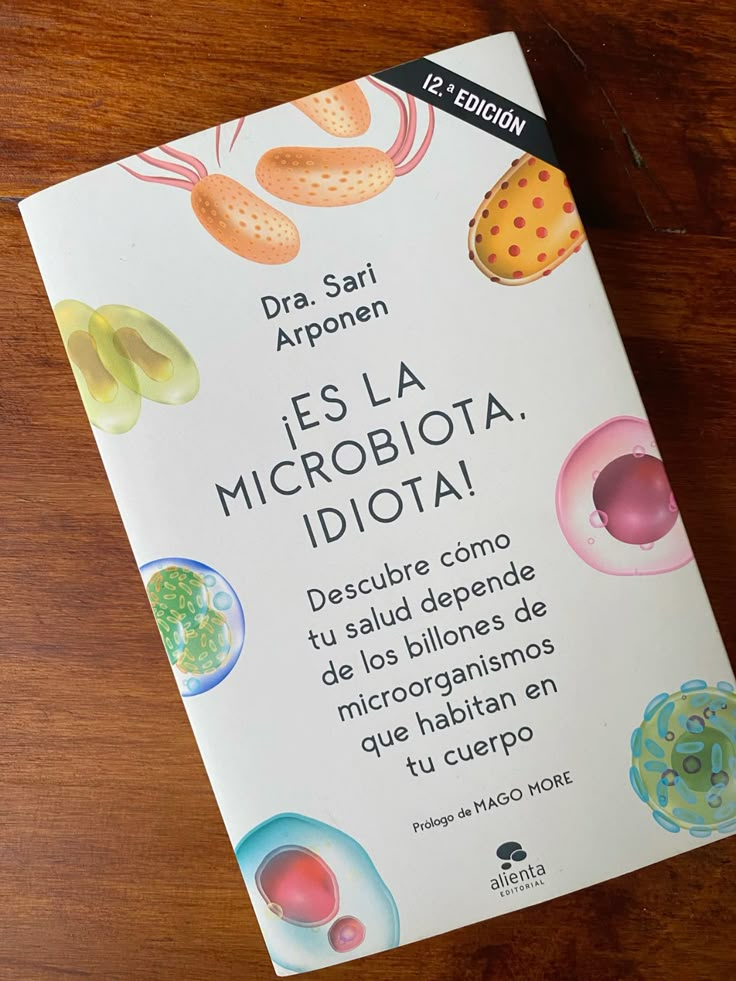 12.ª EDICIÓN
Dra. Sari
Arponen
¡ES LA
MICROBIOTA,
IDIOTA!
Descubre cómo
tu salud depende
de los billones de
microorganismos
que habitan en
tu cuerpo
Prólogo de MAGO MORE
alienta
EDITORIAL